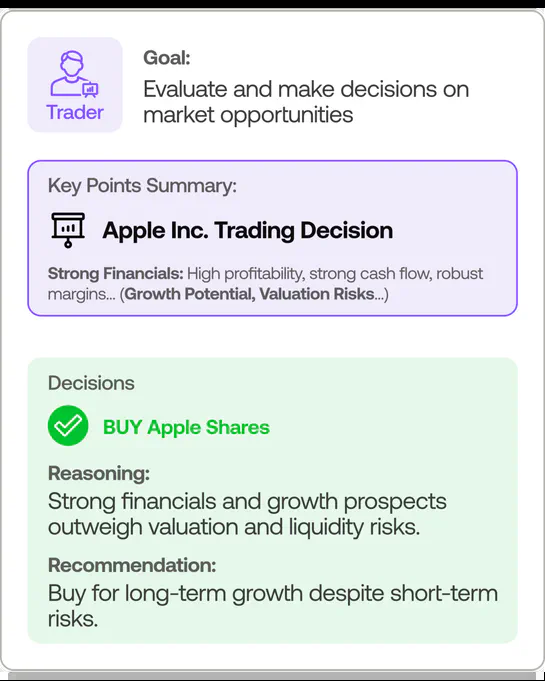 Trader
Goal:
Evaluate and make decisions on
market opportunities
Key Points Summary:
Apple Inc. Trading Decision
Strong Financials: High profitability, strong cash flow, robust
margins... (Growth Potential, Valuation Risks...)
Decisions
BUY Apple Shares
Reasoning:
Strong financials and growth prospects
outweigh valuation and liquidity risks.
Recommendation:
Buy for long-term growth despite short-term
risks.